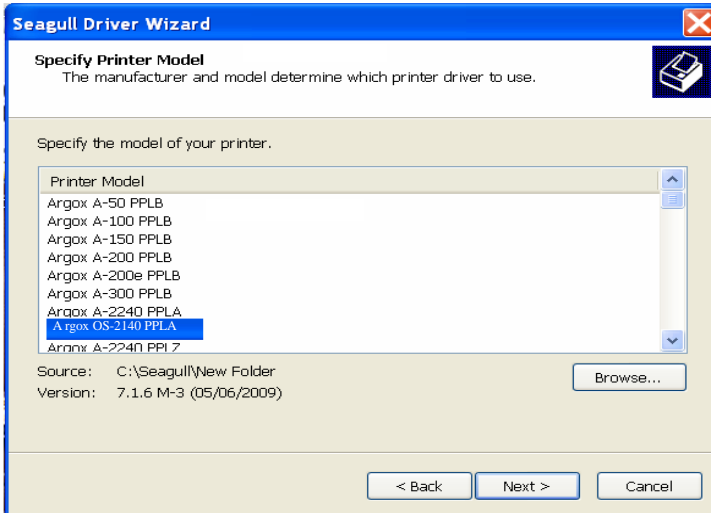 Seagull Driver Wizard
Specify Printer Model
The manufacturer and model determine which printer driver to use.
Specify the model of your printer.
Printer Model
Argox A-50 PPLB
Argox A-100 PPLB
Argox A-150 PPLB
Argox A-200 PPLB
Argox A-200e PPLB
Argox A-300 PPLB
Argox A-2240 PPLA
A rgox OS-2140 PPLA
Argox A-2240 PPLZ
Source: C:\Seagull\New Folder
Browse...
Version: 7.1.6 M-3 (05/06/2009)
< Back
Next >
Cancel